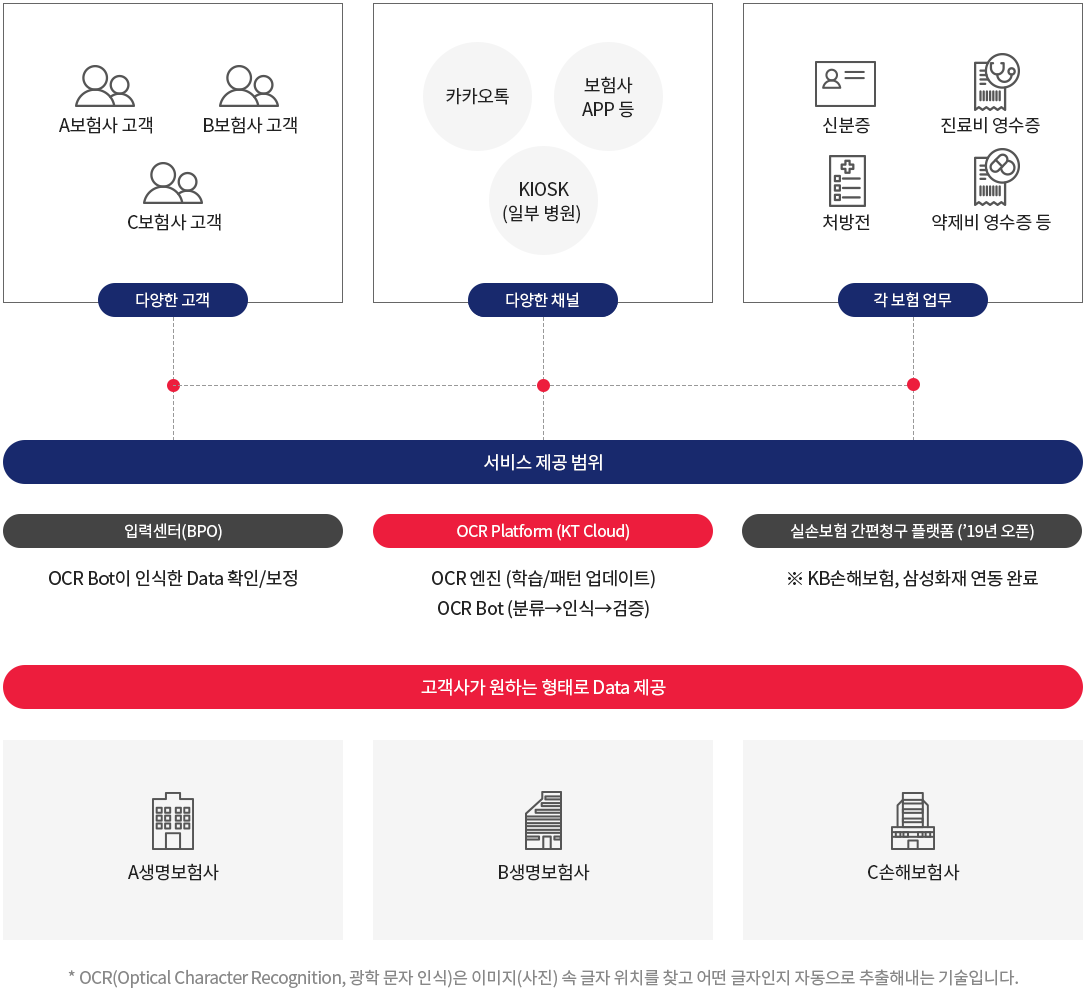 A보험사 고객
B보험사 고객
C보험사 고객
다양한 고객
카카오톡
보험사
APP 등
KIOSK
(일부 병원)
다양한 채널
신분증
진료비 영수증
처방전
약제비 영수증 등
각 보험 업무
서비스 제공 범위
입력센터(BPO)
OCR Bot이 인식한 Data 확인/보정
OCR Platform (KT Cloud)
OCR 엔진 (학습/패턴 업데이트)
OCR Bot (분류→인식→검증)
실손보험 간편청구 플랫폼 (’19년 오픈)
※ KB손해보험, 삼성화재 연동 완료
고객사가 원하는 형태로 Data 제공
A생명보험사
B생명보험사
C손해보험사
* OCR(Optical Character Recognition, 광학 문자 인식)은 이미지(사진) 속 글자 위치를 찾고 어떤 글자인지 자동으로 추출해내는 기술입니다.